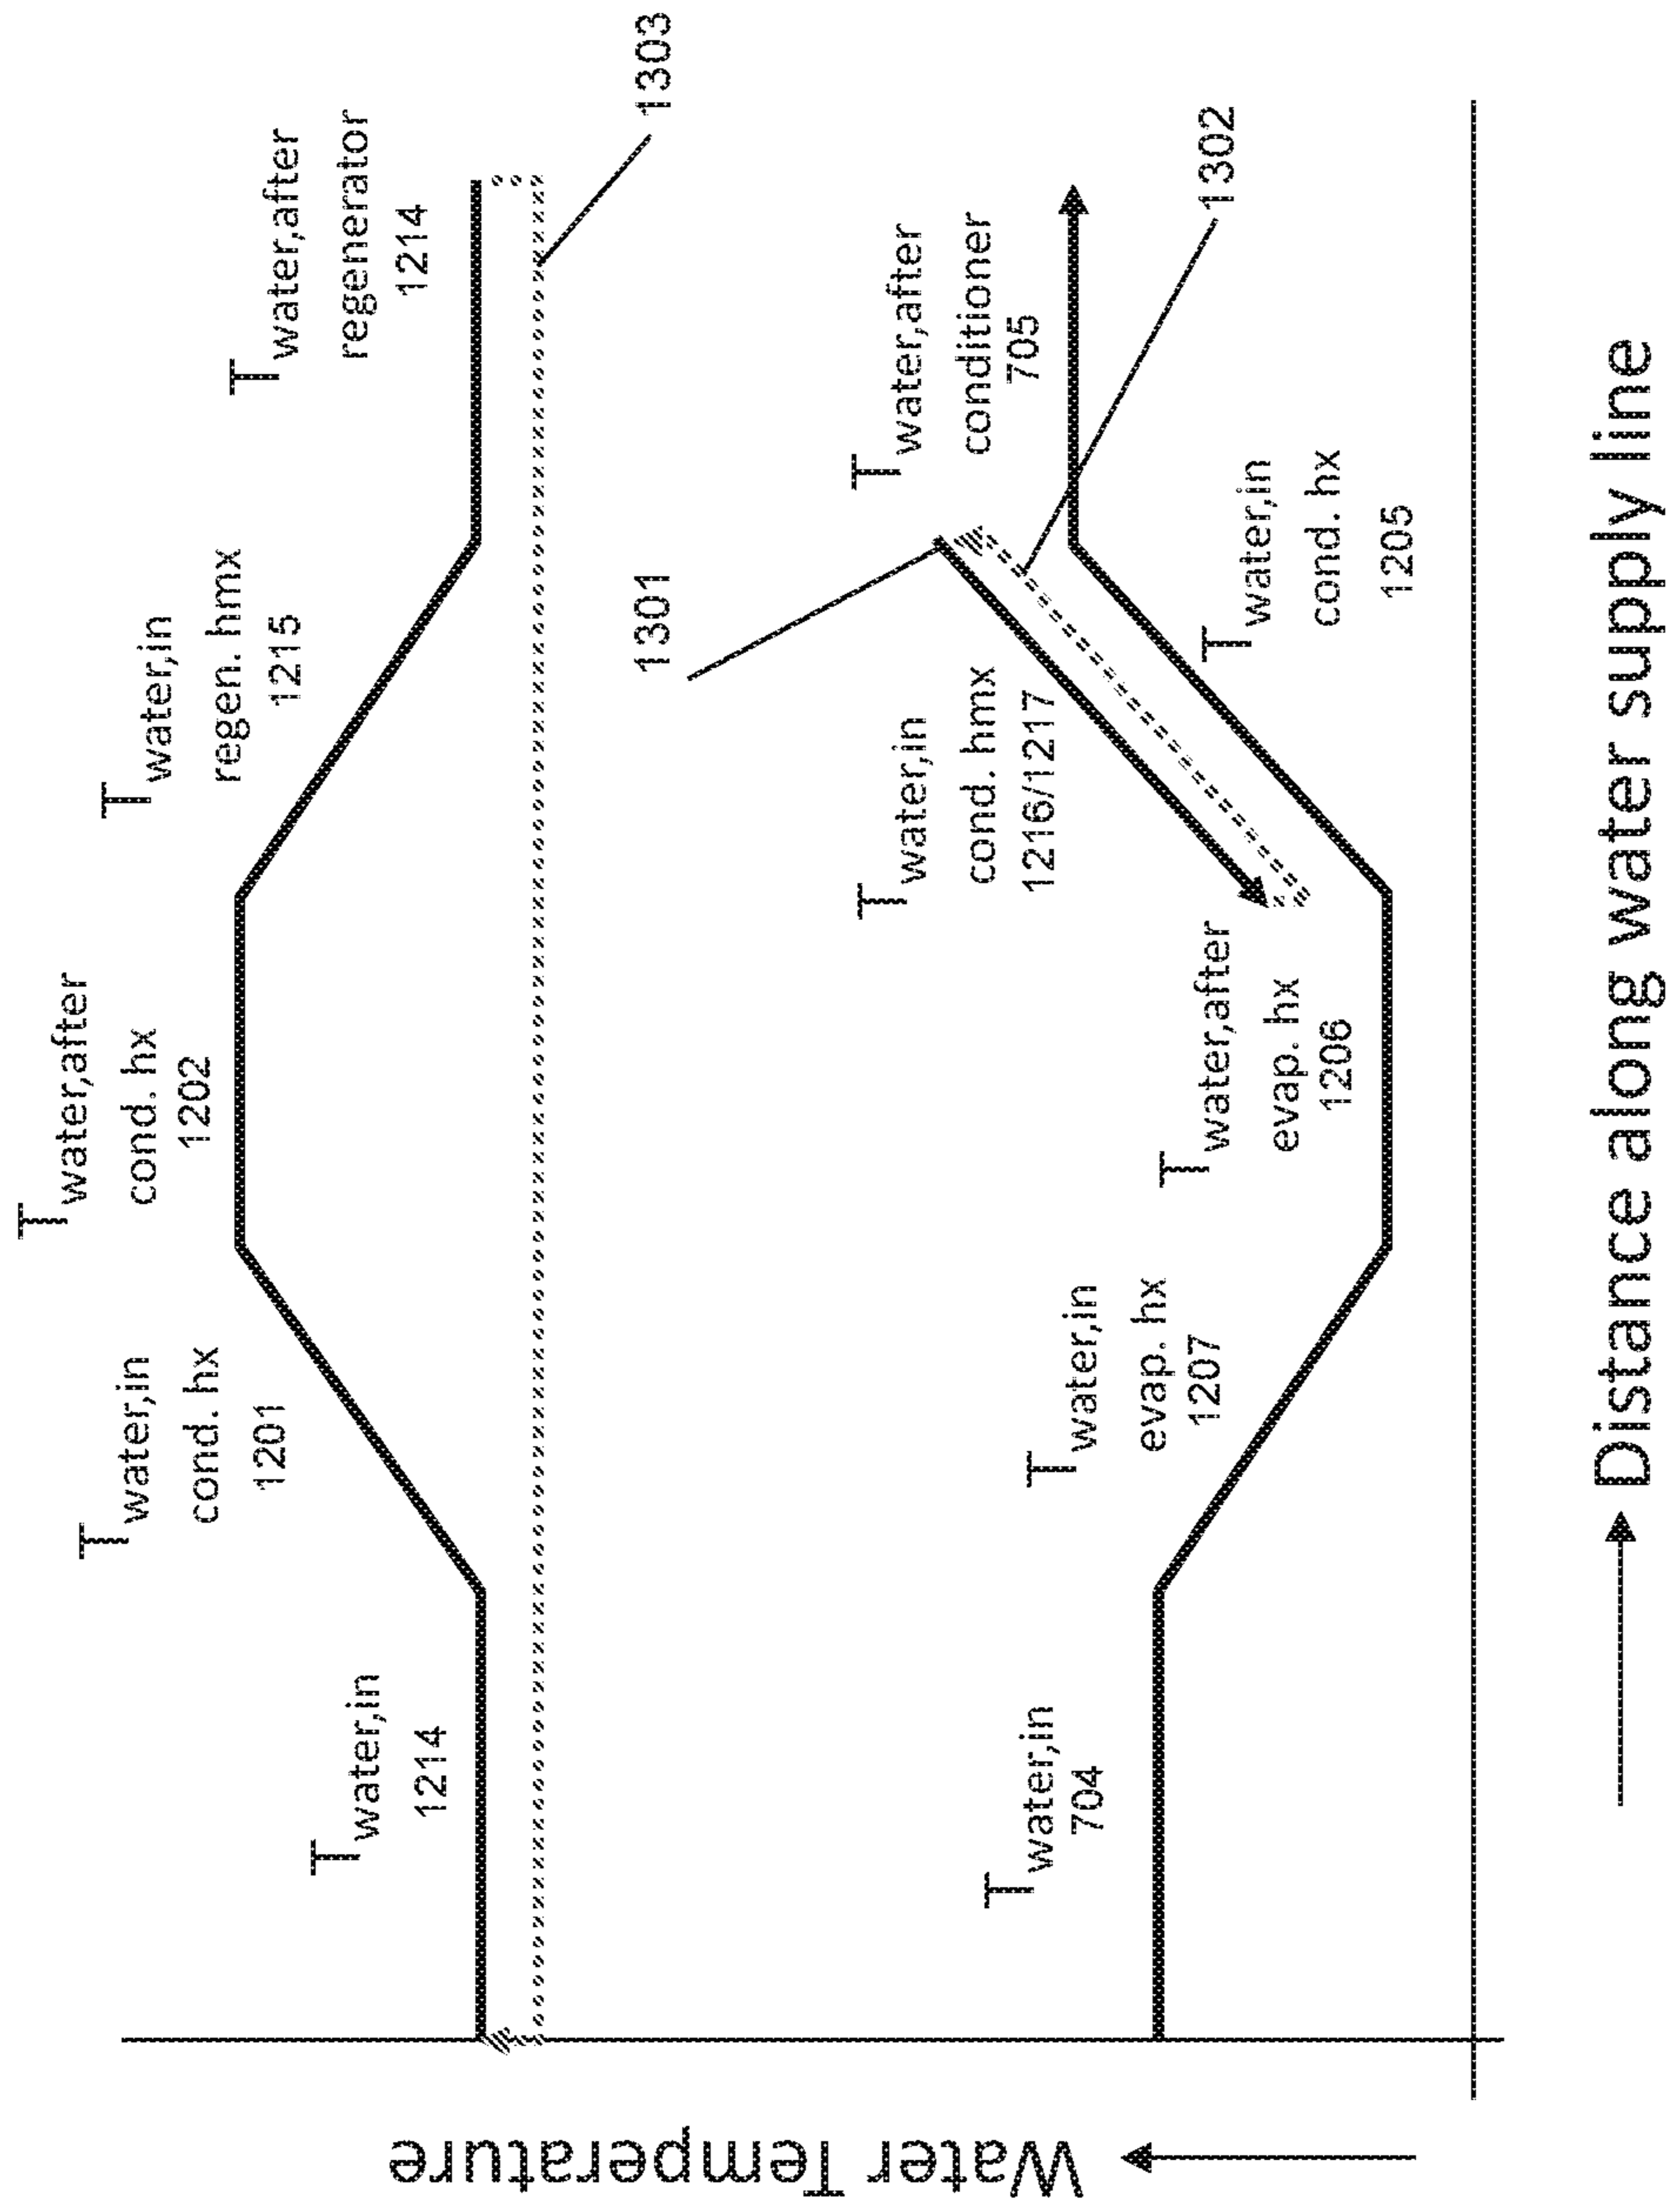 Water Temperature
T water,after
cond. hx
1202
T water,in
cond. hx
1201
T water,in
regen. hmx
1215
T water,after
regenerator
1214
T water,in
1214
1303
1301
T water,in
cond. hmx
1216/1217
T water,after
conditioner
705
T water,in
704
T water,in
evap. hx
1207
T water,after
evap. hx
1206
T water,in
cond. hx
1205
1302
Distance along water supply line